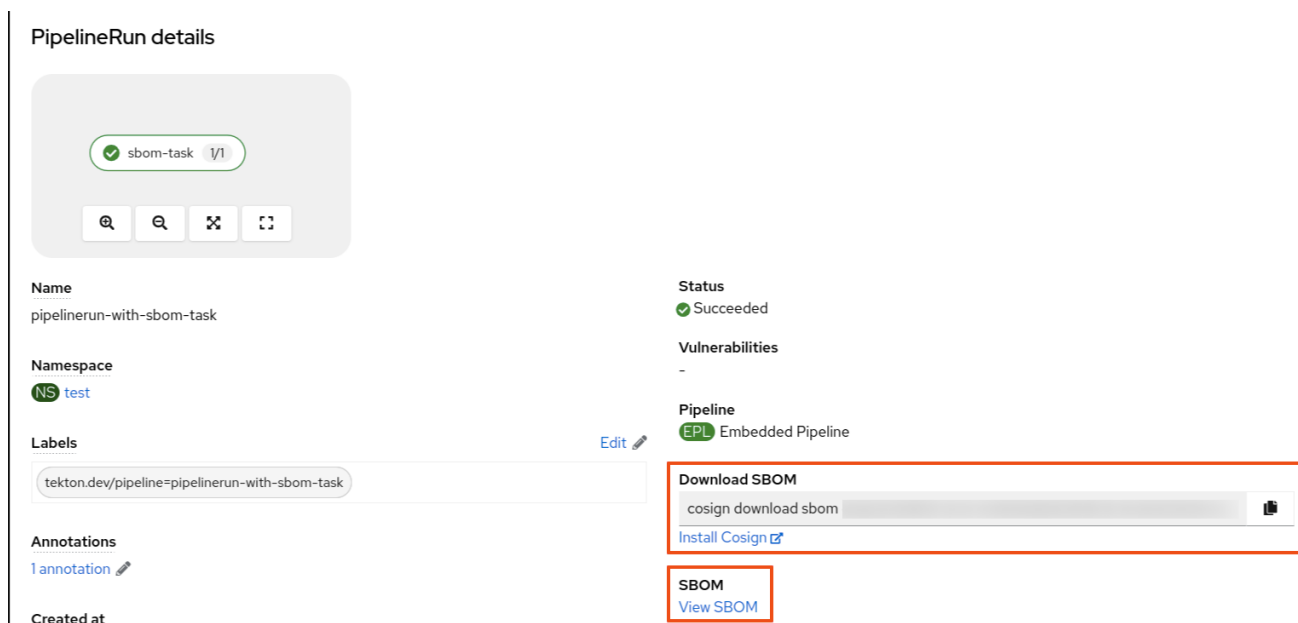 PipelineRun details
sbom-task 1/1
Name
pipelinerun-with-sbom-task
Namespace
NS test
Labels
Edit
tekton.dev/pipeline=pipelinerun-with-sbom-task
Annotations
1 annotation
Created at
Status
Succeeded
Vulnerabilities
-
Pipeline
EPL Embedded Pipeline
Download SBOM
cosign download sbom
Install Cosign
SBOM
View SBOM